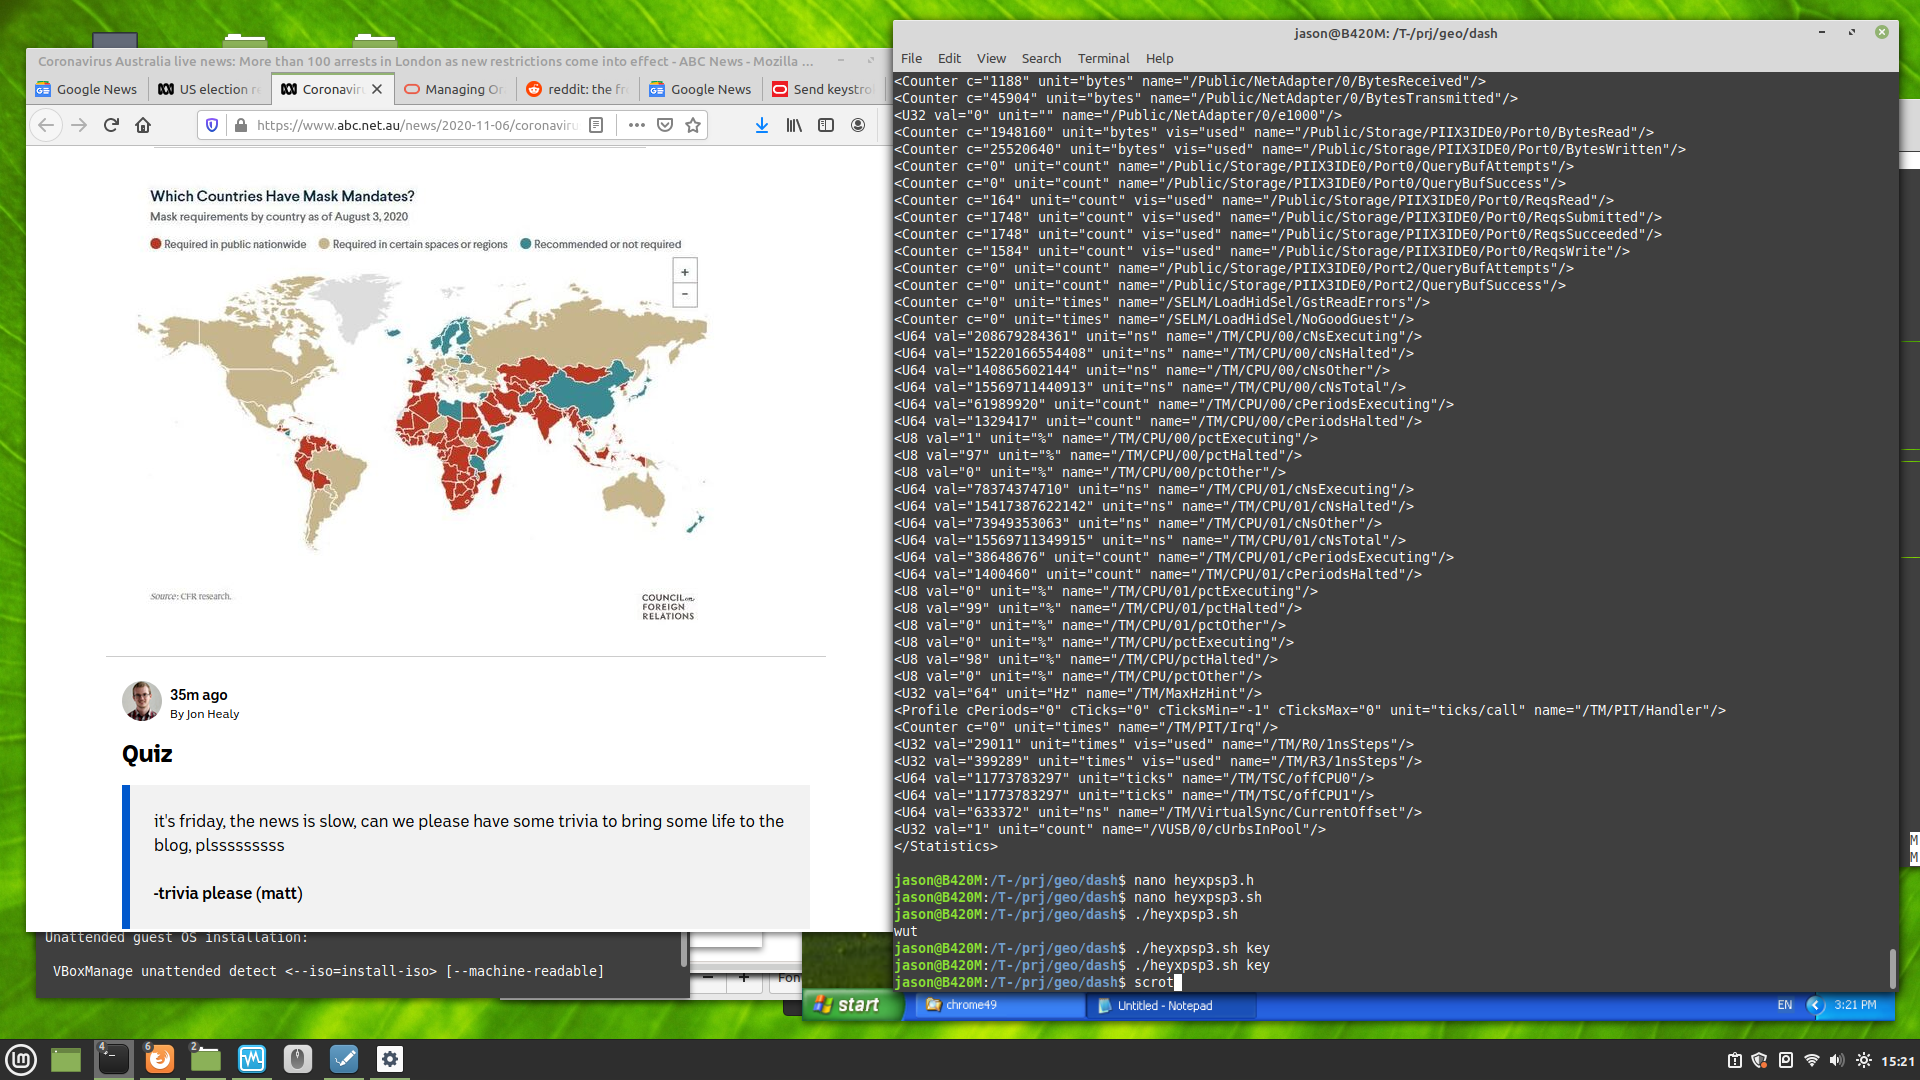 Coronavirus Australia live news: More than 100 arrests in London as new restrictions come into effect - ABC News - Mozilla ...
Google News
US election re
Coronavir
Managing Or
reddit: the fr
Google News
Send keystro
https://www.abc.net.au/news/2020-11-06/coronaviru
Which Countries Have Mask Mandates?
Mask requirements by country as of August 3, 2020
Required in public nationwide
Required in certain spaces or regions
Recommended or not required
+
-
Source: CFR research.
COUNCIL on
FOREIGN
RELATIONS
35m ago
By Jon Healy
Quiz
it's friday, the news is slow, can we please have some trivia to bring some life to the
blog, plsssssssss
-trivia please (matt)
Unattended guest OS installation:
VBoxManage unattended detect <--iso=install-iso> [--machine-readable]
jason@B420M: /T-/prj/geo/dash
File Edit View Search Terminal Help
<Counter c="1188" unit="bytes" name="/Public/NetAdapter/0/BytesReceived"/>
<Counter c="45904" unit="bytes" name="/Public/NetAdapter/0/BytesTransmitted"/>
<U32 val="0" unit="" name="/Public/NetAdapter/0/e1000"/>
<Counter c="1948160" unit="bytes" vis="used" name="/Public/Storage/PIIX3IDE0/Port0/BytesRead"/>
<Counter c="25520640" unit="bytes" vis="used" name="/Public/Storage/PIIX3IDE0/Port0/BytesWritten"/>
<Counter c="0" unit="count" name="/Public/Storage/PIIX3IDE0/Port0/QueryBufAttempts"/>
<Counter c="0" unit="count" name="/Public/Storage/PIIX3IDE0/Port0/QueryBufSuccess"/>
<Counter c="164" unit="count" vis="used" name="/Public/Storage/PIIX3IDE0/Port0/ReqsRead"/>
<Counter c="1748" unit="count" vis="used" name="/Public/Storage/PIIX3IDE0/Port0/ReqsSubmitted"/>
<Counter c="1748" unit="count" vis="used" name="/Public/Storage/PIIX3IDE0/Port0/ReqsSucceeded"/>
<Counter c="1584" unit="count" vis="used" name="/Public/Storage/PIIX3IDE0/Port0/ReqsWrite"/>
<Counter c="0" unit="count" name="/Public/Storage/PIIX3IDE0/Port2/QueryBufAttempts"/>
<Counter c="0" unit="count" name="/Public/Storage/PIIX3IDE0/Port2/QueryBufSuccess"/>
<Counter c="0" unit="times" name="/SELM/LoadHidSel/GstReadErrors"/>
<Counter c="0" unit="times" name="/SELM/LoadHidSel/NoGoodGuest"/>
<U64 val="208679284361" unit="ns" name="/TM/CPU/00/cNsExecuting"/>
<U64 val="15220166554408" unit="ns" name="/TM/CPU/00/cNsHalted"/>
<U64 val="140865602144" unit="ns" name="/TM/CPU/00/cNsOther"/>
<U64 val="15569711440913" unit="ns" name="/TM/CPU/00/cNsTotal"/>
<U64 val="61989920" unit="count" name="/TM/CPU/00/cPeriodsExecuting"/>
<U64 val="1329417" unit="count" name="/TM/CPU/00/cPeriodsHalted"/>
<U8 val="1" unit="%" name="/TM/CPU/00/pctExecuting"/>
<U8 val="97" unit="%" name="/TM/CPU/00/pctHalted"/>
<U8 val="0" unit="%" name="/TM/CPU/00/pctOther"/>
<U64 val="78374374710" unit="ns" name="/TM/CPU/01/cNsExecuting"/>
<U64 val="15417387622142" unit="ns" name="/TM/CPU/01/cNsHalted"/>
<U64 val="73949353063" unit="ns" name="/TM/CPU/01/cNsOther"/>
<U64 val="15569711349915" unit="ns" name="/TM/CPU/01/cNsTotal"/>
<U64 val="38648676" unit="count" name="/TM/CPU/01/cPeriodsExecuting"/>
<U64 val="1400460" unit="count" name="/TM/CPU/01/cPeriodsHalted"/>
<U8 val="0" unit="%" name="/TM/CPU/01/pctExecuting"/>
<U8 val="99" unit="%" name="/TM/CPU/01/pctHalted"/>
<U8 val="0" unit="%" name="/TM/CPU/01/pctOther"/>
<U8 val="0" unit="%" name="/TM/CPU/pctExecuting"/>
<U8 val="98" unit="%" name="/TM/CPU/pctHalted"/>
<U8 val="0" unit="%" name="/TM/CPU/pctOther"/>
<U32 val="64" unit="Hz" name="/TM/MaxHzHint"/>
<Profile cPeriods="0" cTicks="0" cTicksMin="-1" cTicksMax="0" unit="ticks/call" name="/TM/PIT/Handler"/>
<Counter c="0" unit="times" name="/TM/PIT/Irq"/>
<U32 val="29011" unit="times" vis="used" name="/TM/R0/1nsSteps"/>
<U32 val="399289" unit="times" vis="used" name="/TM/R3/1nsSteps"/>
<U64 val="11773783297" unit="ticks" name="/TM/TSC/offCPU0"/>
<U64 val="11773783297" unit="ticks" name="/TM/TSC/offCPU1"/>
<U64 val="633372" unit="ns" name="/TM/VirtualSync/CurrentOffset"/>
<U32 val="1" unit="count" name="/VUSB/0/cUrbsInPool"/>
</Statistics>
jason@B420M:/T-/prj/geo/dash$ nano heyxpsp3.h
jason@B420M:/T-/prj/geo/dash$ nano heyxpsp3.sh
jason@B420M:/T-/prj/geo/dash$ ./heyxpsp3.sh
wut
jason@B420M:/T-/prj/geo/dash$ ./heyxpsp3.sh key
jason@B420M:/T-/prj/geo/dash$ ./heyxpsp3.sh key
jason@B420M:/T-/prj/geo/dash$ scrot
M
M
− + Fon
start
chrome49
Untitled - Notepad
EN
3:21 PM
4
6
2
15:21